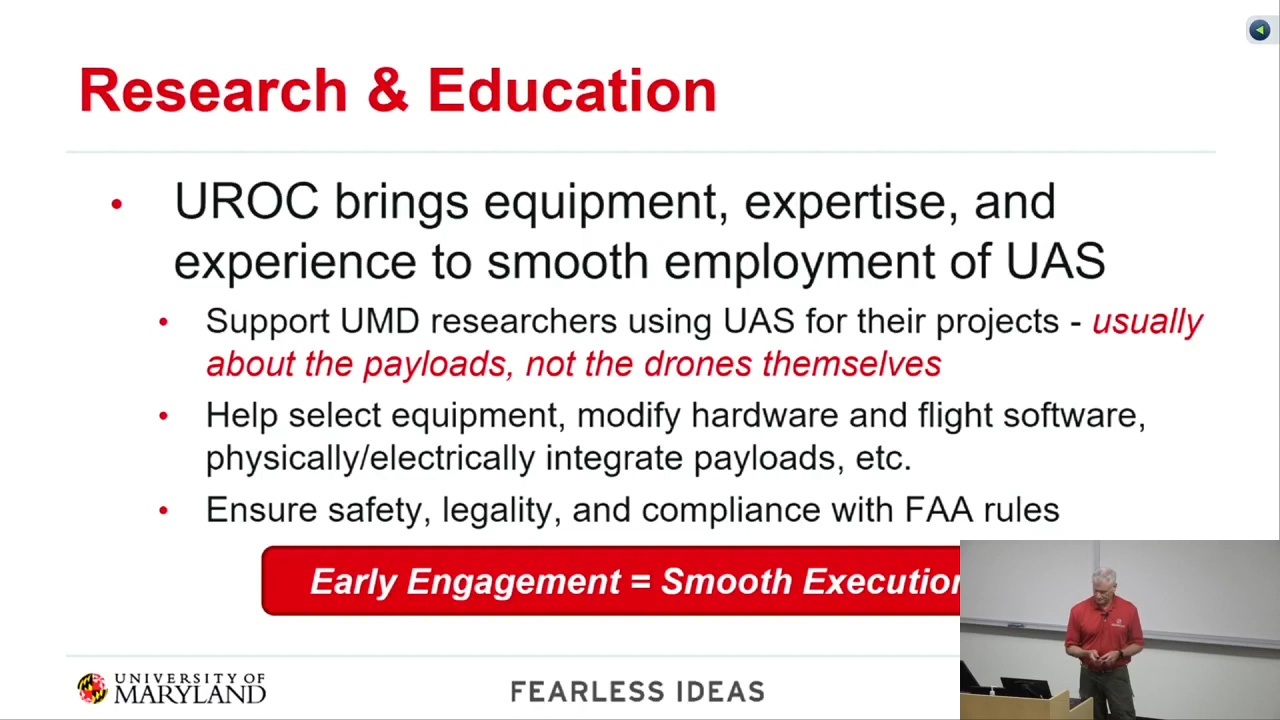 Research & Education
• UROC brings equipment, expertise, and
experience to smooth employment of UAS
• Support UMD researchers using UAS for their projects - usually
about the payloads, not the drones themselves
• Help select equipment, modify hardware and flight software,
physically/electrically integrate payloads, etc.
• Ensure safety, legality, and compliance with FAA rules
Early Engagement = Smooth Execution
UNIVERSITY OF
MARYLAND
FEARLESS IDEAS